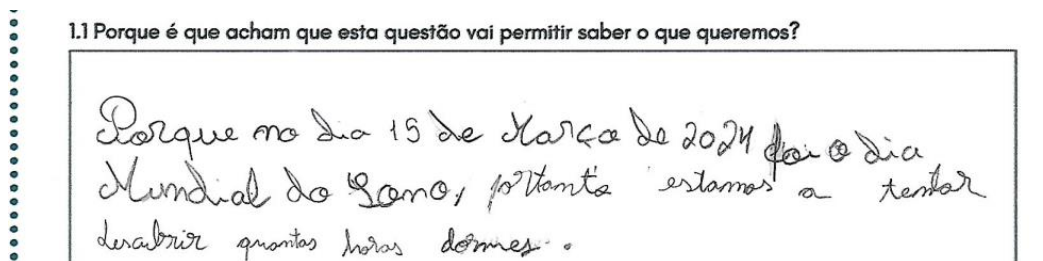 1.1 Porque é que acham que esta questão vai permitir saber o que queremos?
Porque no dia 15 de Março de 2024 foi o dia
Mundial do Sono, portanto estamos a tentar
descobrir quantas horas dormes.